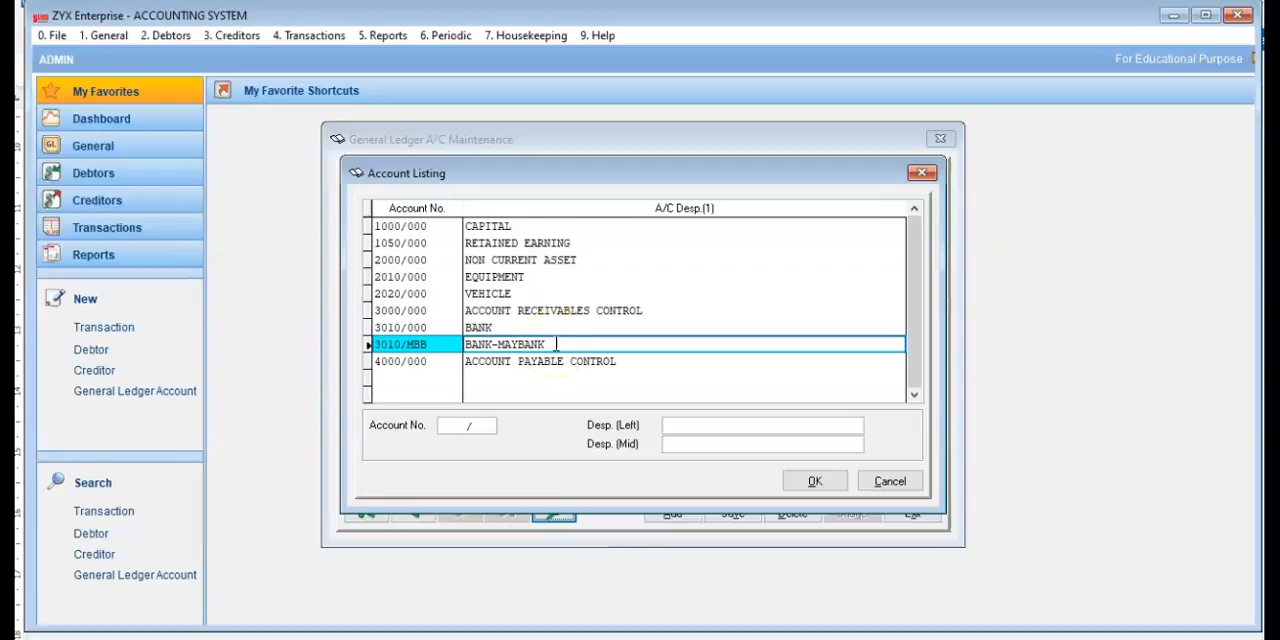 ZYX Enterprise - ACCOUNTING SYSTEM
0. File 1. General 2. Debtors 3. Creditors 4. Transactions 5. Reports 6. Periodic 7. Housekeeping 9. Help
ADMIN For Educational Purpose
My Favorites
Dashboard
General
Debtors
Creditors
Transactions
Reports
New
Transaction
Debtor
Creditor
General Ledger Account
Search
Transaction
Debtor
Creditor
General Ledger Account
My Favorite Shortcuts
General Ledger A/C Maintenance
Account Listing
Account No. A/C Desp.(1)
1000/000 CAPITAL
1050/000 RETAINED EARNING
2000/000 NON CURRENT ASSET
2010/000 EQUIPMENT
2020/000 VEHICLE
3000/000 ACCOUNT RECEIVABLES CONTROL
3010/000 BANK
3010/MBB BANK-MAYBANK
4000/000 ACCOUNT PAYABLE CONTROL
Account No. / Desp. (Left)
Desp. (Mid)
OK Cancel